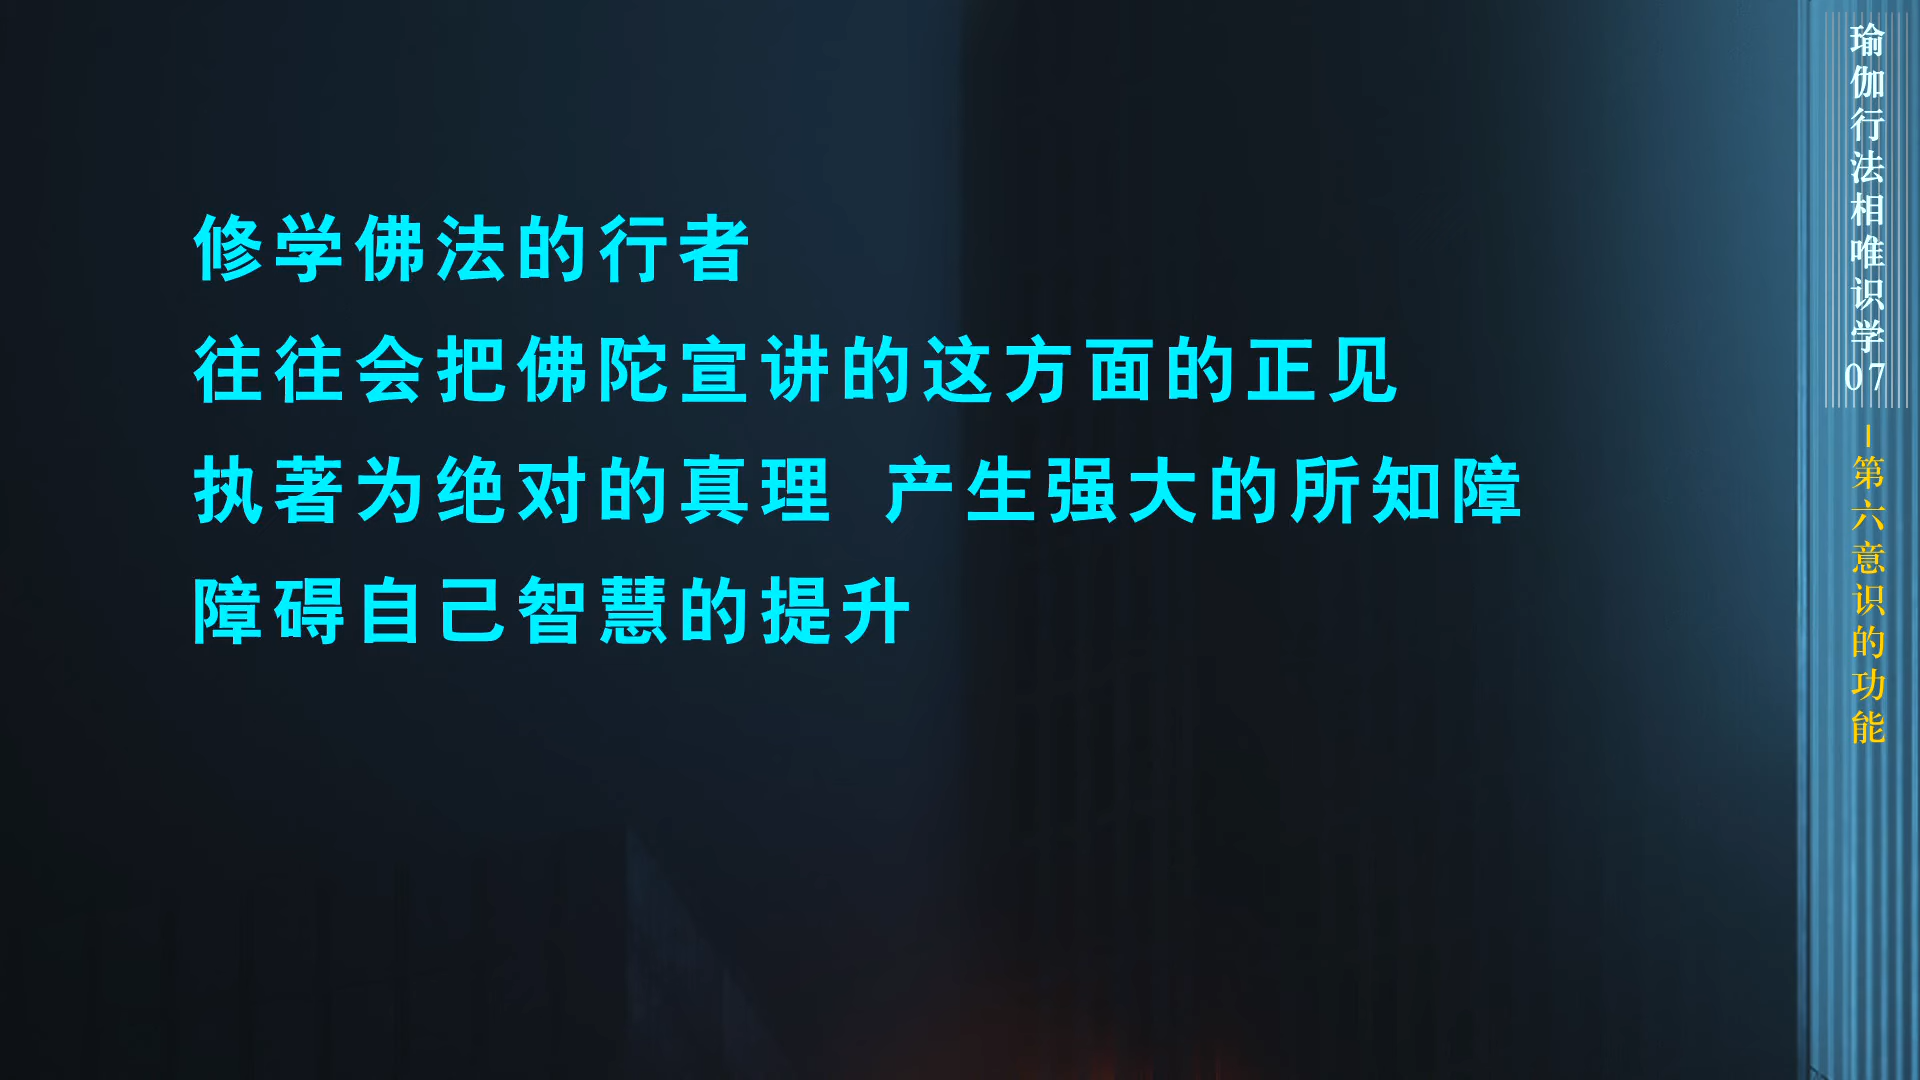 修学佛法的行者
往往会把佛陀宣讲的这方面的正见
执著为绝对的真理 产生强大的所知障
障碍自己智慧的提升
瑜伽行法相唯识学07
–第六意识的功能